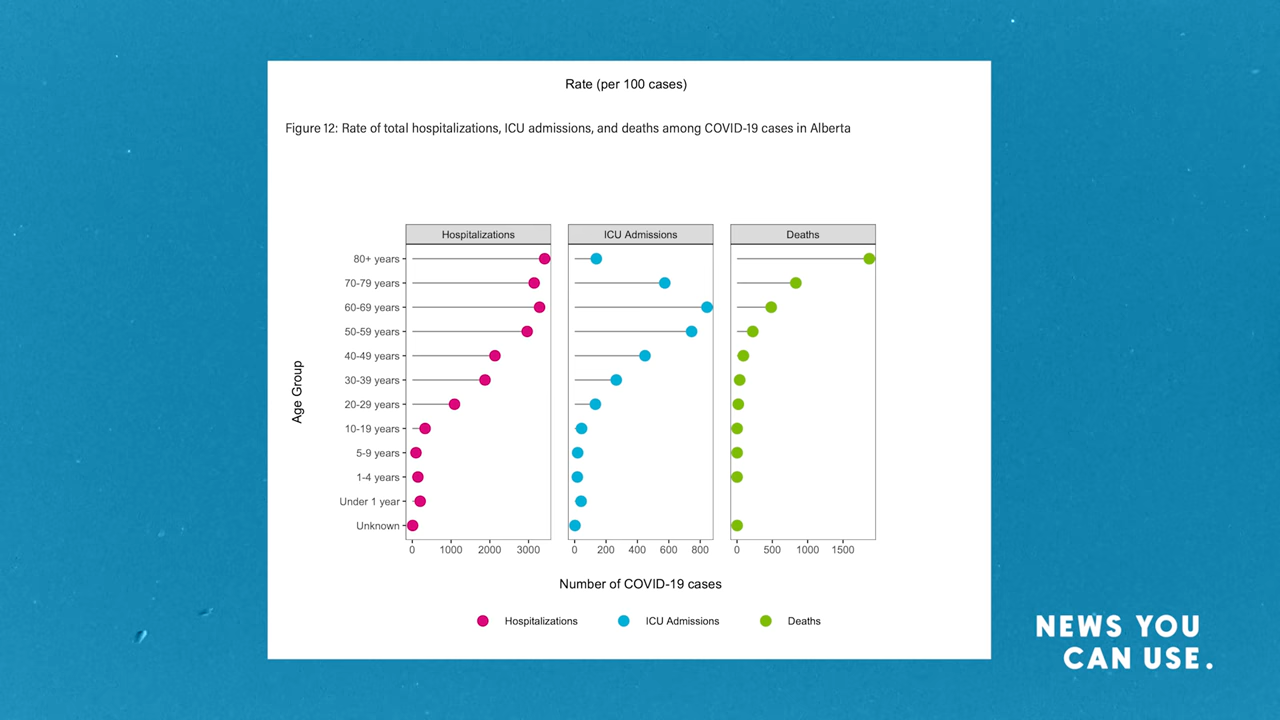 Rate (per 100 cases)
Figure 12: Rate of total hospitalizations, ICU admissions, and deaths among COVID-19 cases in Alberta
Hospitalizations
ICU Admissions
Deaths
Age Group
80+ years
70-79 years
60-69 years
50-59 years
40-49 years
30-39 years
20-29 years
10-19 years
5-9 years
1-4 years
Under 1 year
Unknown
0 1000 2000 3000
0 200 400 600 800
0 500 1000 1500
Number of COVID-19 cases
Hospitalizations ICU Admissions Deaths
NEWS YOU
CAN USE.